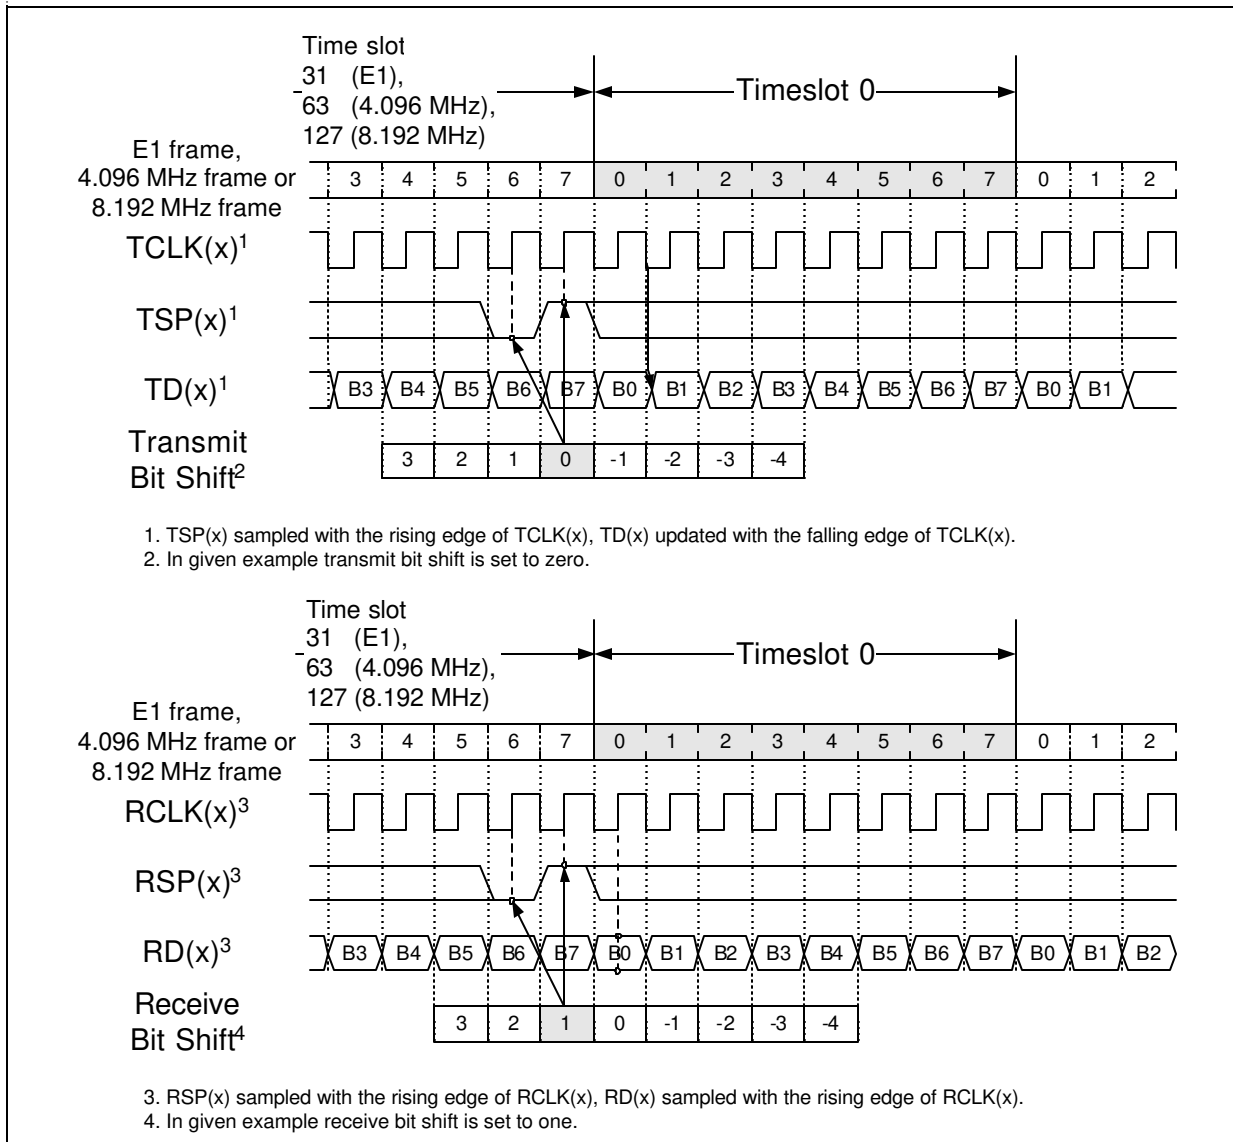 Time slot
31 (E1),
63 (4.096 MHz),
127 (8.192 MHz)
Timeslot 0
E1 frame,
4.096 MHz frame or
8.192 MHz frame
3 4 5 6 7 0 1 2 3 4 5 6 7 0 1 2
TCLK(x)1
TSP(x)1
TD(x)1
B3 B4 B5 B6 B7 B0 B1 B2 B3 B4 B5 B6 B7 B0 B1
Transmit
Bit Shift2
3 2 1 0 -1 -2 -3 -4
1. TSP(x) sampled with the rising edge of TCLK(x), TD(x) updated with the falling edge of TCLK(x).
2. In given example transmit bit shift is set to zero.
Time slot
31 (E1),
63 (4.096 MHz),
127 (8.192 MHz)
Timeslot 0
E1 frame,
4.096 MHz frame or
8.192 MHz frame
3 4 5 6 7 0 1 2 3 4 5 6 7 0 1 2
RCLK(x)3
RSP(x)3
RD(x)3
B3 B4 B5 B6 B7 B0 B1 B2 B3 B4 B5 B6 B7 B0 B1 B2
Receive
Bit Shift4
3 2 1 0 -1 -2 -3 -4
3. RSP(x) sampled with the rising edge of RCLK(x), RD(x) sampled with the rising edge of RCLK(x).
4. In given example receive bit shift is set to one.